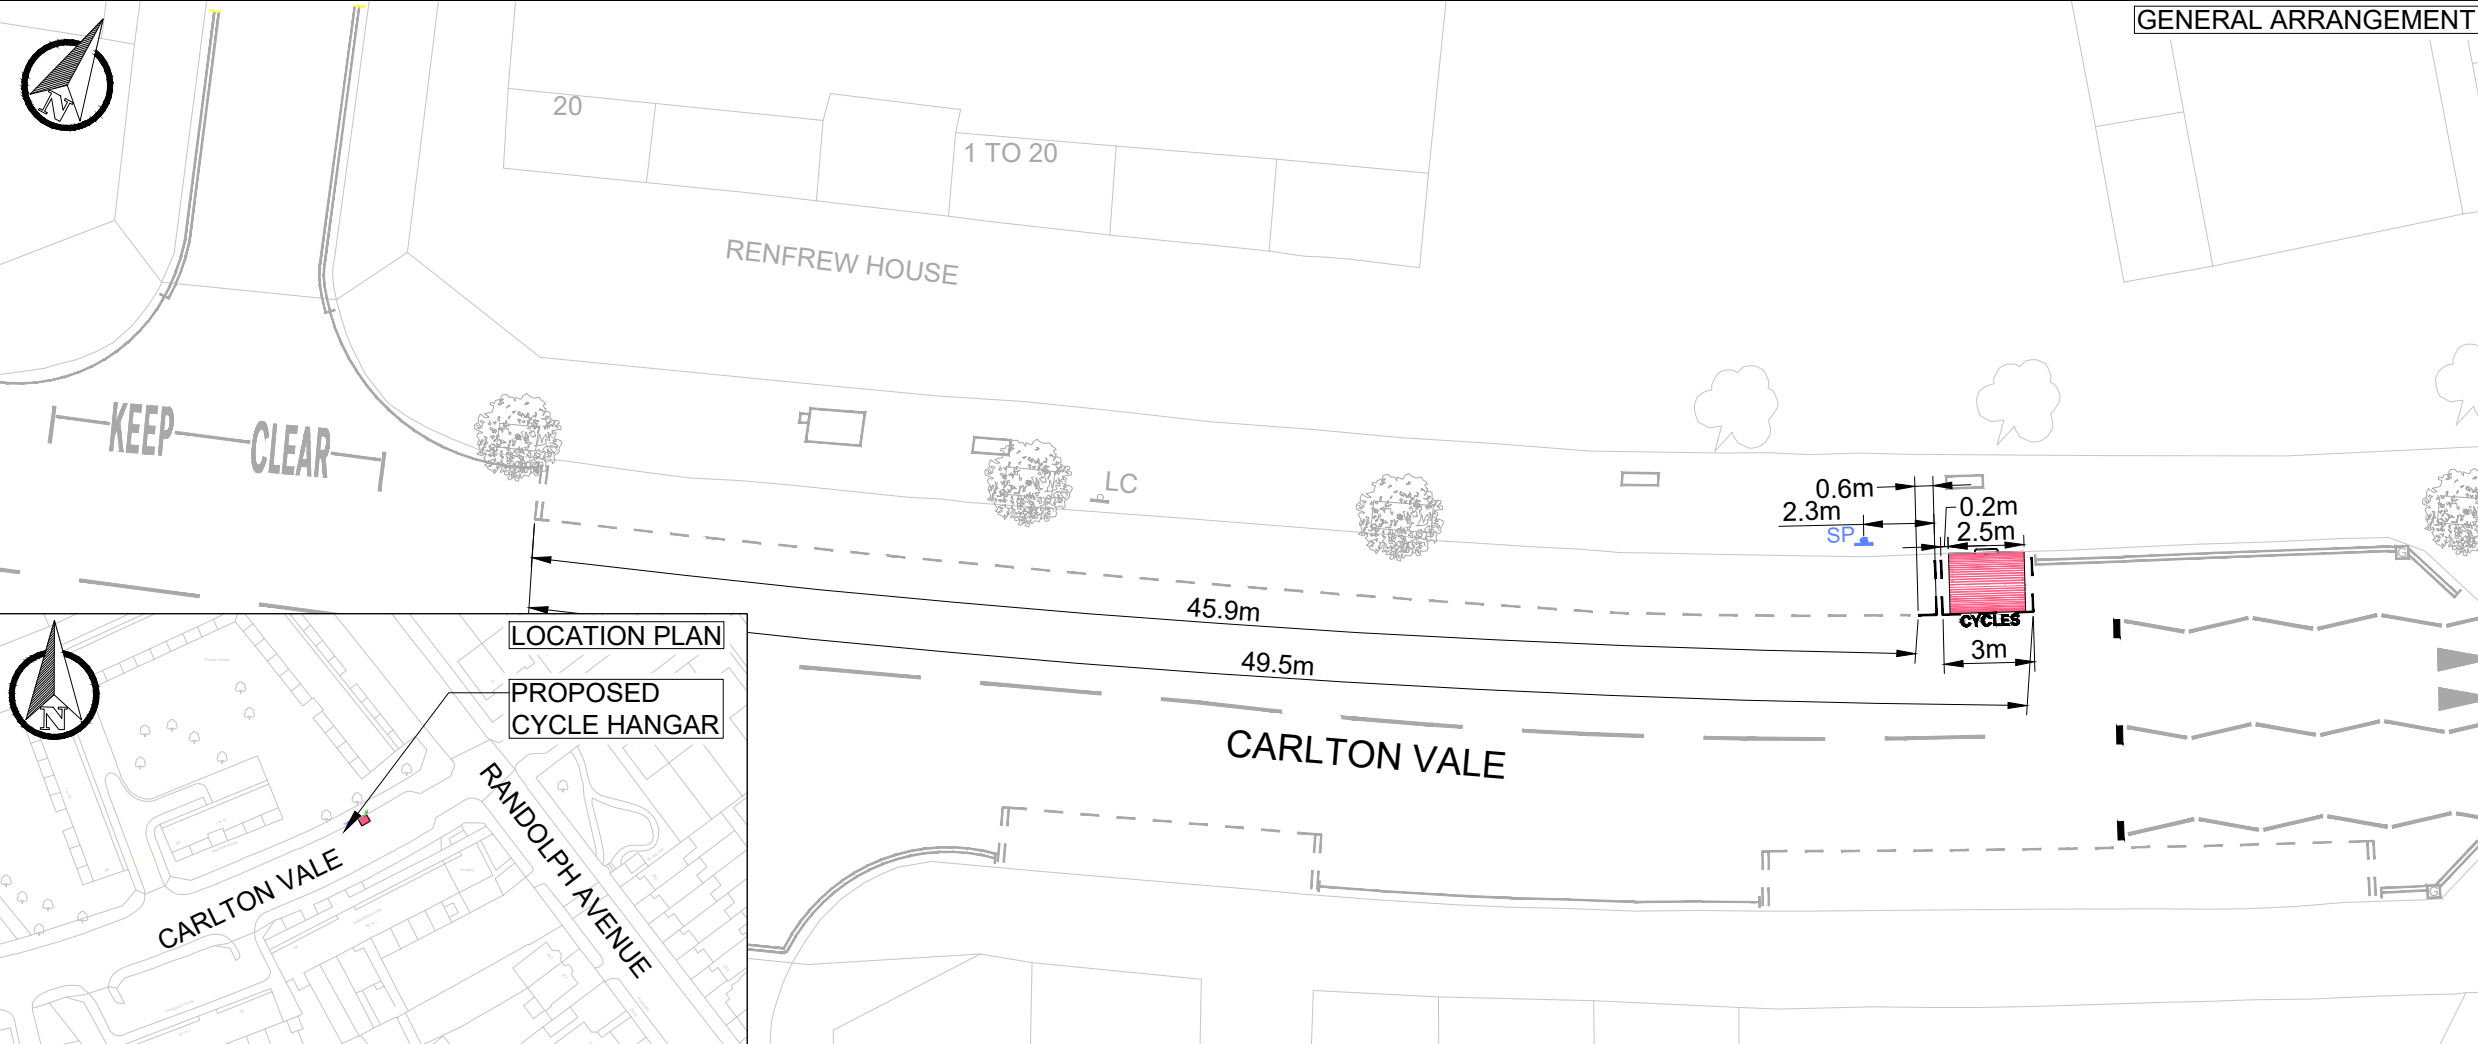 GENERAL ARRANGEMENT
N
20
1 TO 20
RENFREW HOUSE
KEEP CLEAR
LC
0.6m
2.3m
SP
0.2m
2.5m
CYCLES
3m
G
45.9m
49.5m
CARLTON VALE
G
LOCATION PLAN
PROPOSED
CYCLE HANGAR
N
RANDOLPH AVENUE
CARLTON VALE